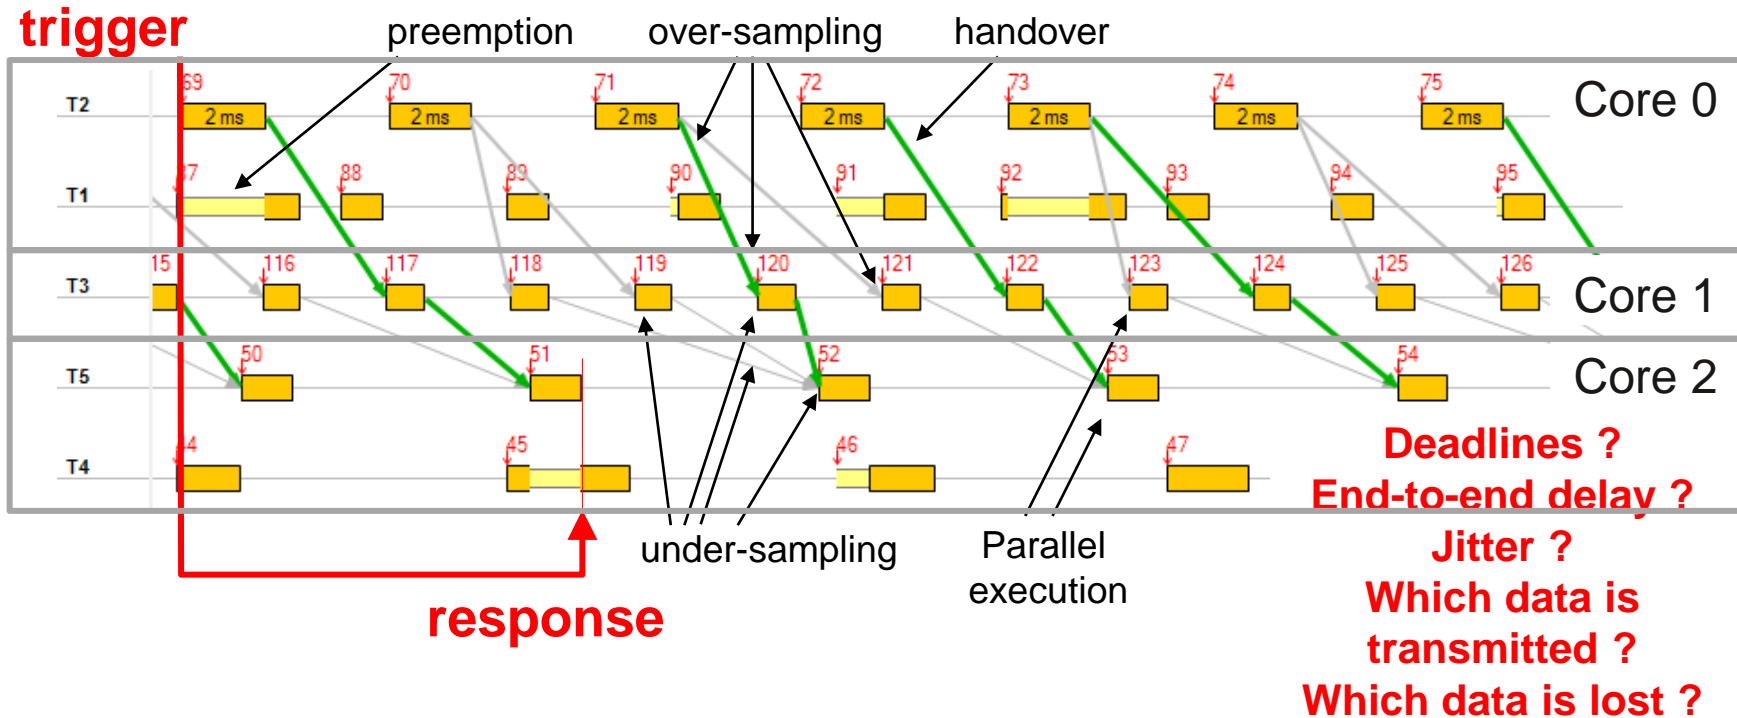 trigger
preemption
over-sampling
handover
69 70 71 72 73 74 75
T2 2 ms 2 ms 2 ms 2 ms 2 ms 2 ms 2 ms
Core 0
37 88 89 90 91 92 93 94 95
T1
15 116 117 118 119 120 121 122 123 124 125 126
T3
Core 1
50 51 52 53 54
T5
Core 2
44 45 46 47
T4
under-sampling
Parallel
execution
response
Deadlines ?
End-to-end delay ?
Jitter ?
Which data is
transmitted ?
Which data is lost ?